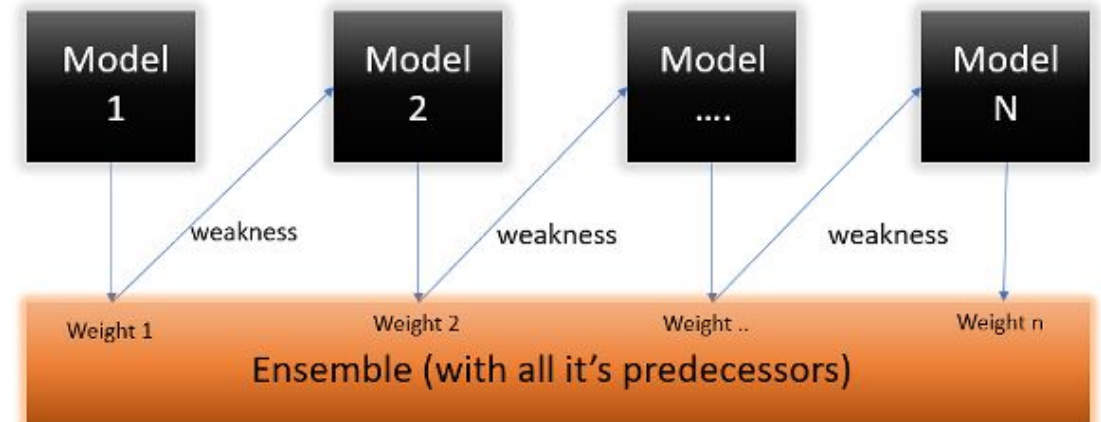 Model
1
Model
2
Model
....
Model
N
weakness
weakness
weakness
Weight 1
Weight 2
Weight ..
Weight n
Ensemble (with all it's predecessors)